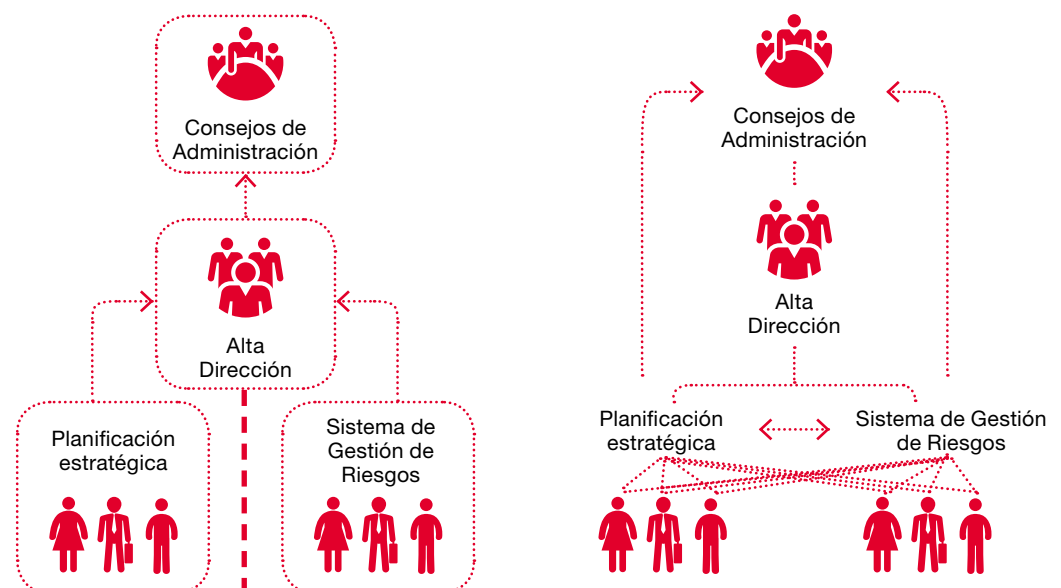 Consejos de
Administración
Alta
Dirección
Planificación
estratégica
Sistema de
Gestión de
Riesgos
Consejos de
Administración
Alta
Dirección
Planificación
estratégica
Sistema de Gestión
de Riesgos